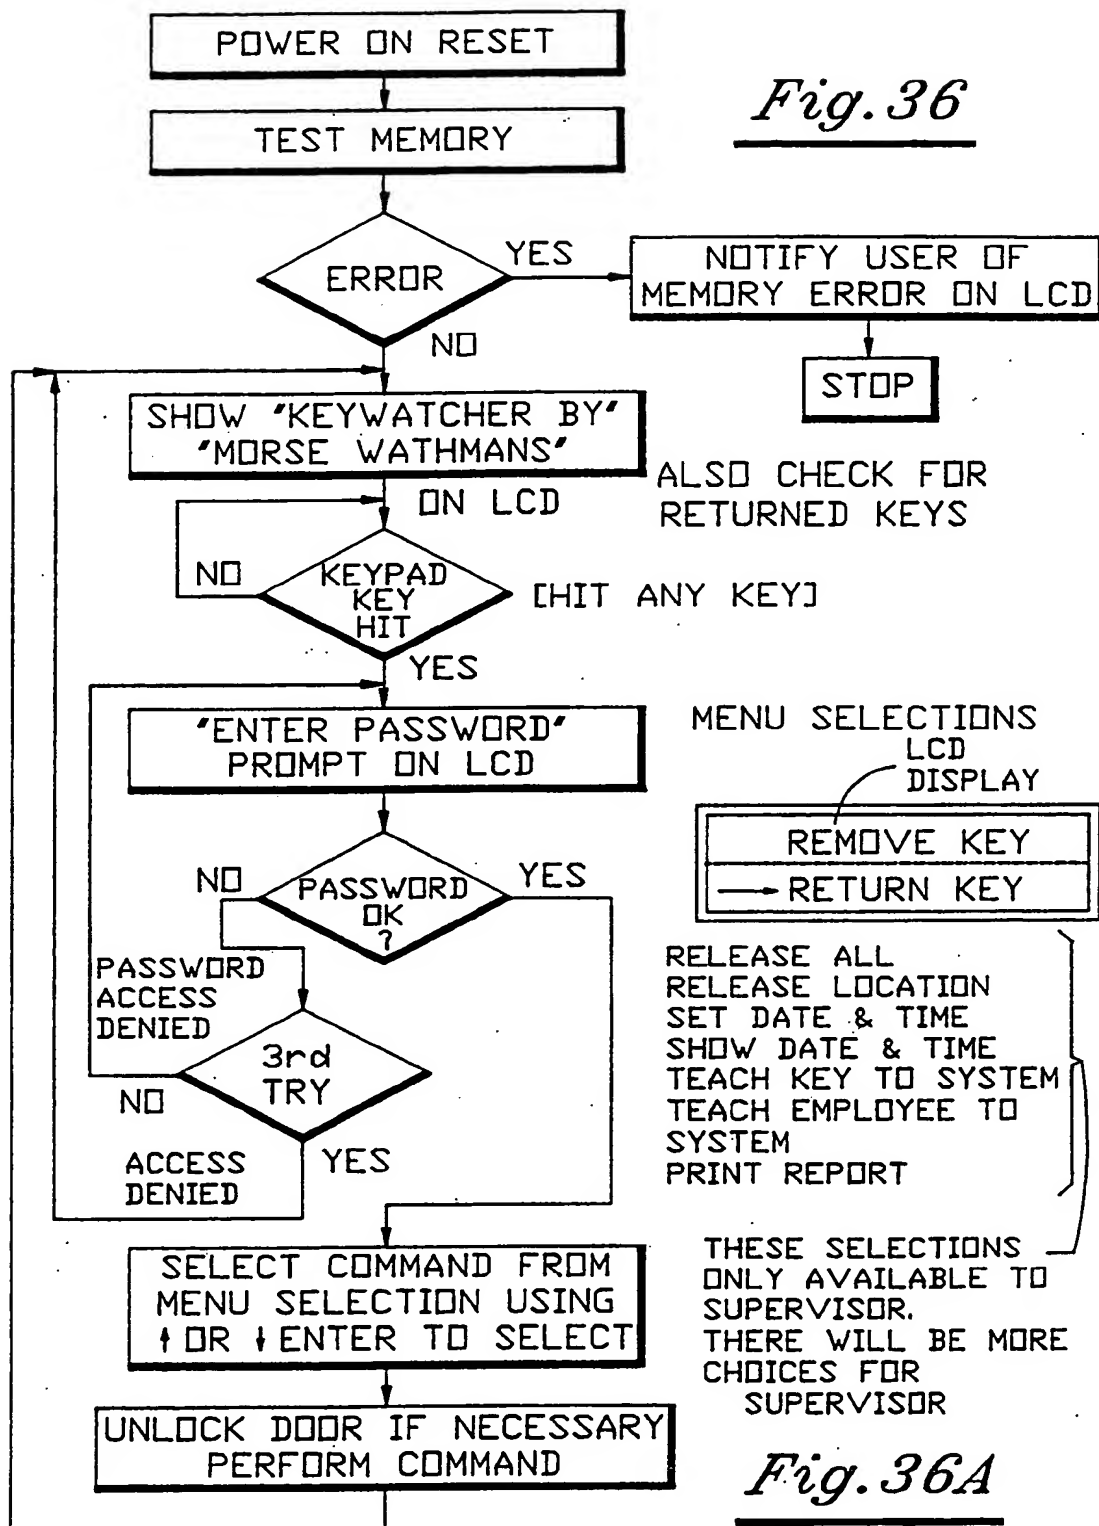 POWER ON RESET
Fig. 36
TEST MEMORY
ERROR
YES
NO
NOTIFY USER OF
MEMORY ERROR ON LCD
STOP
SHOW "KEYWATCHER BY"
"MORSE WATHMANS"
ON LCD
ALSO CHECK FOR
RETURNED KEYS
NO
KEYPAD
KEY
HIT
[HIT ANY KEY]
YES
"ENTER PASSWORD"
PROMPT ON LCD
NO
PASSWORD
OK
?
YES
PASSWORD
ACCESS
DENIED
3rd
TRY
NO
YES
ACCESS
DENIED
SELECT COMMAND FROM
MENU SELECTION USING
↑ OR ↓ ENTER TO SELECT
UNLOCK DOOR IF NECESSARY
PERFORM COMMAND
MENU SELECTIONS
LCD
DISPLAY
REMOVE KEY
→ RETURN KEY
RELEASE ALL
RELEASE LOCATION
SET DATE & TIME
SHOW DATE & TIME
TEACH KEY TO SYSTEM
TEACH EMPLOYEE TO
SYSTEM
PRINT REPORT
THESE SELECTIONS
ONLY AVAILABLE TO
SUPERVISOR.
THERE WILL BE MORE
CHOICES FOR
SUPERVISOR
Fig. 36A